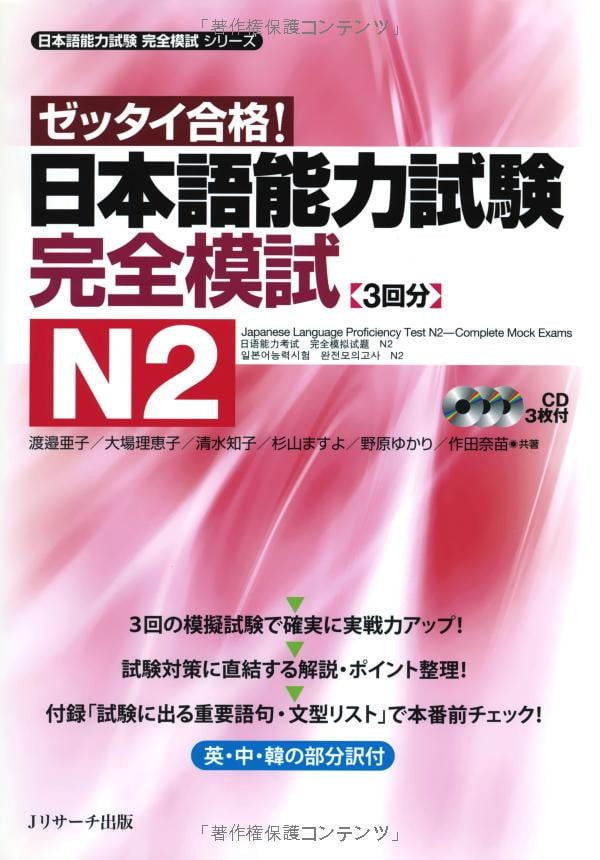 「著作権保護コンテンツ」
日本語能力試験 完全模試 シリーズ
ゼッタイ合格!
日本語能力試験
完全模試
【3回分】
N2
Japanese Language Proficiency Test N2—Complete Mock Exams
日语能力考试　完全模拟试题　N2
일본어능력시험　완전모의고사　N2
CD
3枚付
渡邉亜子／大場理恵子／清水知子／杉山ますよ／野原ゆかり／作田奈苗◉共著
▼
3回の模擬試験で確実に実戦力アップ!
▼
試験対策に直結する解説・ポイント整理!
▼
付録「試験に出る重要語句・文型リスト」で本番前チェック!
英・中・韓の部分訳付
Jリサーチ出版
「著作権保護コンテンツ」